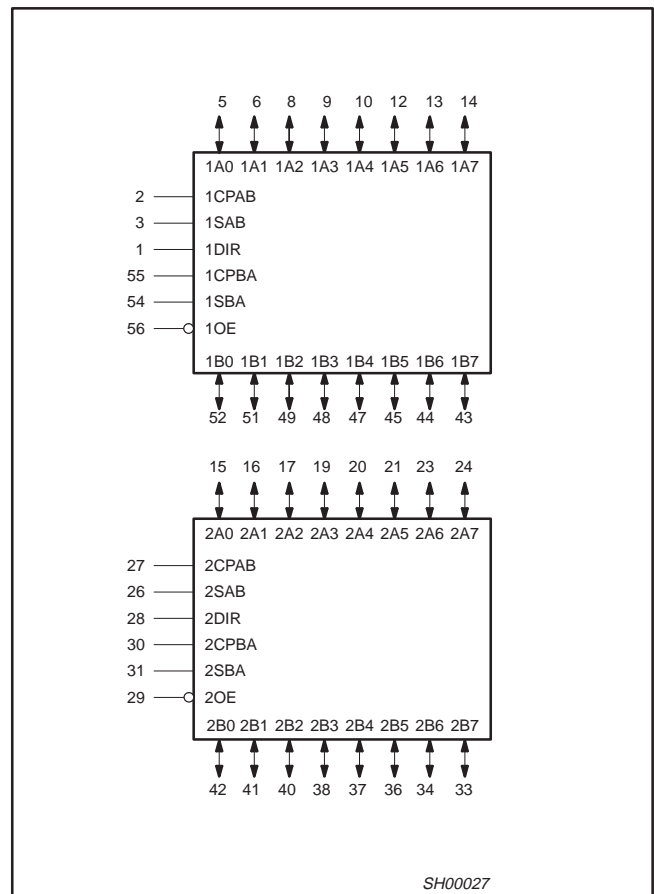 5 6 8 9 10 12 13 14
1A0 1A1 1A2 1A3 1A4 1A5 1A6 1A7
2 1CPAB
3 1SAB
1 1DIR
55 1CPBA
54 1SBA
56 1OE
1B0 1B1 1B2 1B3 1B4 1B5 1B6 1B7
52 51 49 48 47 45 44 43
15 16 17 19 20 21 23 24
2A0 2A1 2A2 2A3 2A4 2A5 2A6 2A7
27 2CPAB
26 2SAB
28 2DIR
30 2CPBA
31 2SBA
29 2OE
2B0 2B1 2B2 2B3 2B4 2B5 2B6 2B7
42 41 40 38 37 36 34 33
SH00027